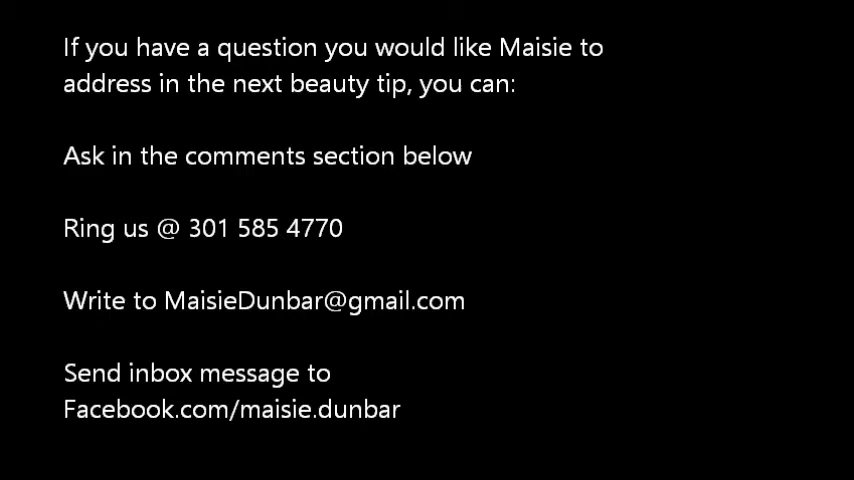 If you have a question you would like Maisie to
address in the next beauty tip, you can:
Ask in the comments section below
Ring us @ 301 585 4770
Write to MaisieDunbar@gmail.com
Send inbox message to
Facebook.com/maisie.dunbar